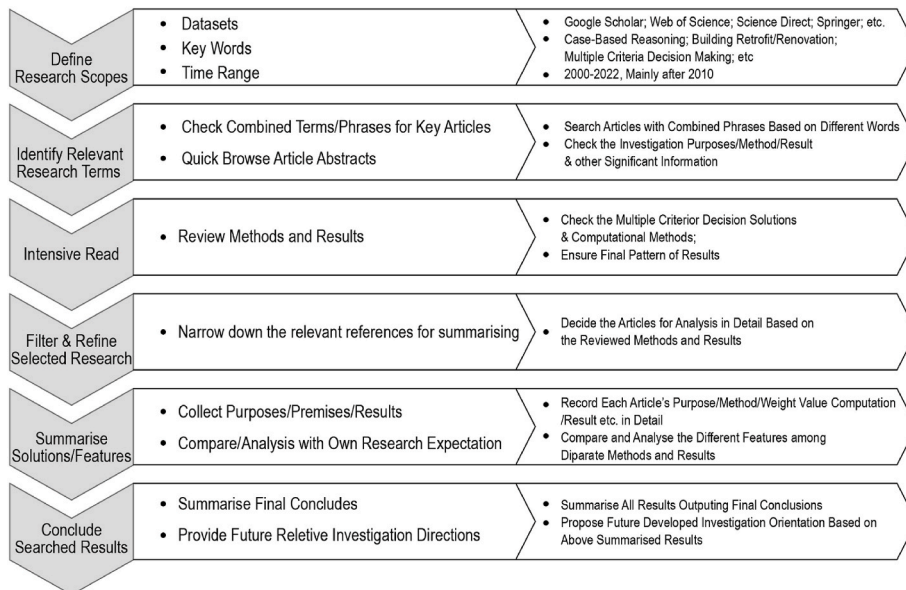 Define
Research Scopes
• Datasets
• Key Words
• Time Range
• Google Scholar; Web of Science; Science Direct; Springer; etc.
• Case-Based Reasoning; Building Retrofit/Renovation;
Multiple Criteria Decision Making; etc
• 2000-2022, Mainly after 2010
Identify Relevant
Research Terms
• Check Combined Terms/Phrases for Key Articles
• Quick Browse Article Abstracts
• Search Articles with Combined Phrases Based on Different Words
• Check the Investigation Purposes/Method/Result
& other Significant Information
Intensive Read
• Review Methods and Results
• Check the Multiple Criterior Decision Solutions
& Computational Methods;
• Ensure Final Pattern of Results
Filter & Refine
Selected Research
• Narrow down the relevant references for summarising
• Decide the Articles for Analysis in Detail Based on
the Reviewed Methods and Results
Summarise
Solutions/Features
• Collect Purposes/Premises/Results
• Compare/Analysis with Own Research Expectation
• Record Each Article's Purpose/Method/Weight Value Computation
/Result etc. in Detail
• Compare and Analyse the Different Features among
Diparate Methods and Results
Conclude
Searched Results
• Summarise Final Concludes
• Provide Future Reletive Investigation Directions
• Summarise All Results Outputing Final Conclusions
• Propose Future Developed Investigation Orientation Based on
Above Summarised Results